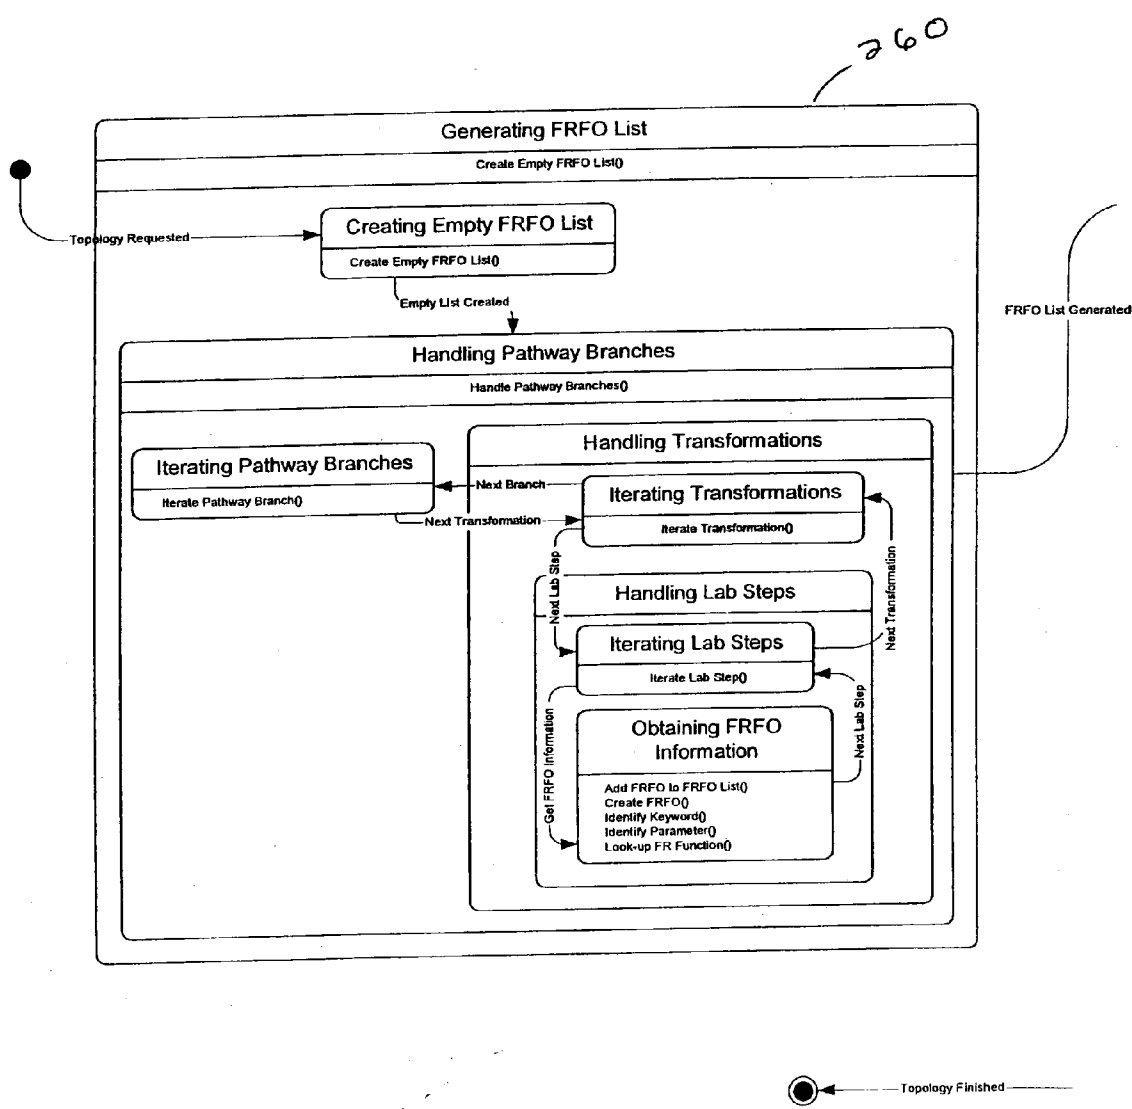 260
Generating FRFO List
Create Empty FRFO List()
Topology Requested
Creating Empty FRFO List
Create Empty FRFO List()
Empty List Created
FRFO List Generated
Handling Pathway Branches
Handle Pathway Branches()
Handling Transformations
Iterating Pathway Branches
Iterate Pathway Branch()
Next Branch
Next Transformation
Iterating Transformations
Iterate Transformation()
Next Lab Step
Next Transformation
Handling Lab Steps
Iterating Lab Steps
Iterate Lab Step()
Get FRFO Information
Next Lab Step
Obtaining FRFO
Information
Add FRFO to FRFO List()
Create FRFO()
Identify Keyword()
Identify Parameter()
Look-up FR Function()
Topology Finished